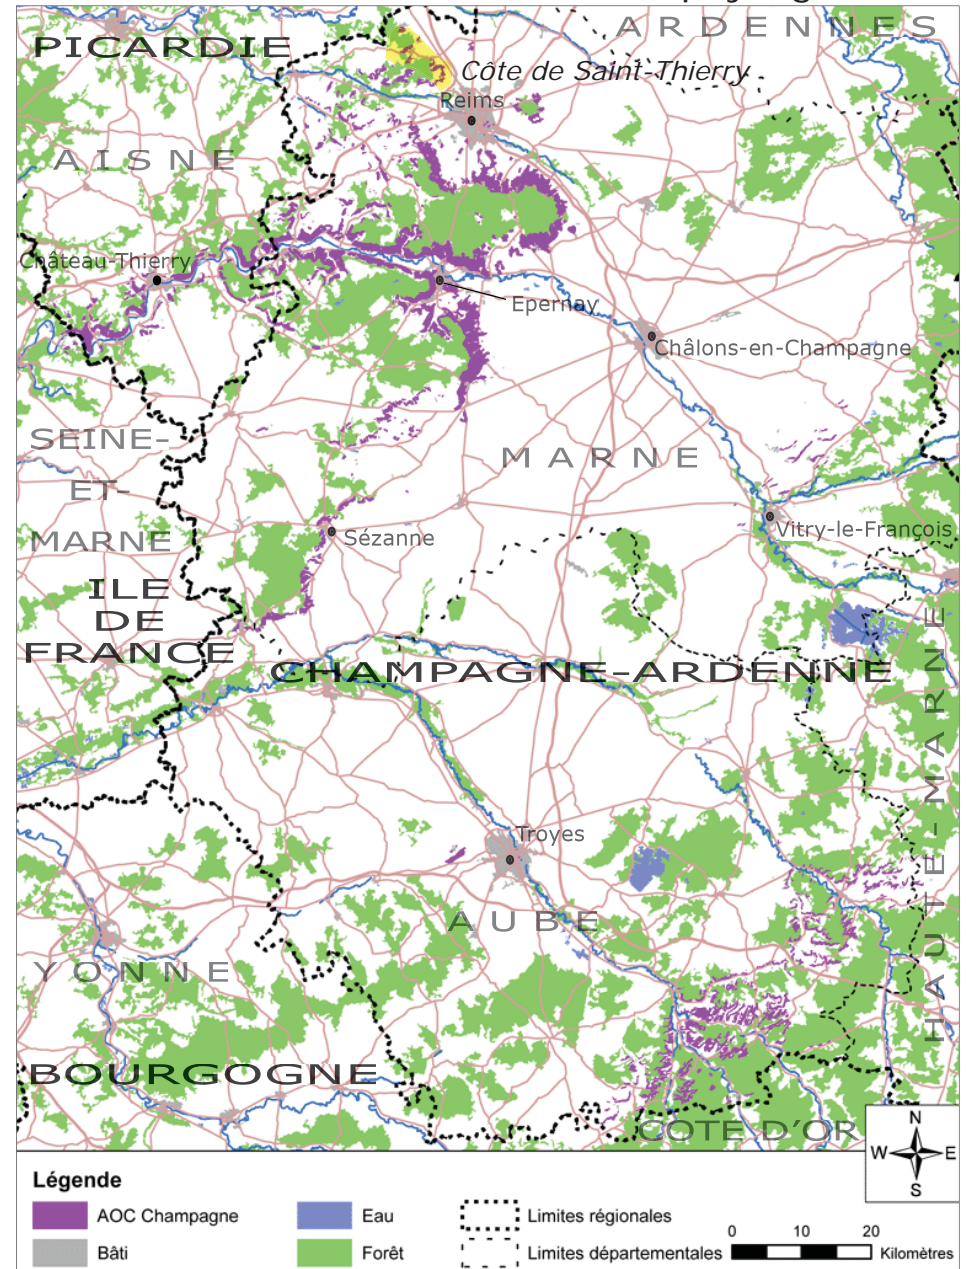 ARDENNES
PICARDIE
Côte de Saint-Thierry
Reims
AISNE
Château-Thierry
Epernay
Châlons-en-Champagne
SEINE-
ET-
MARNE
MARNE
Vitry-le-François
Sézanne
ILE
DE
FRANCE
CHAMPAGNE-ARDENNE
HAUTE-MARNE
Troyes
AUBE
YONNE
BOURGOGNE
COTE D'OR
N
W E
S
Légende
AOC Champagne
Eau
Limites régionales
Bâti
Forêt
Limites départementales
0 10 20
Kilomètres